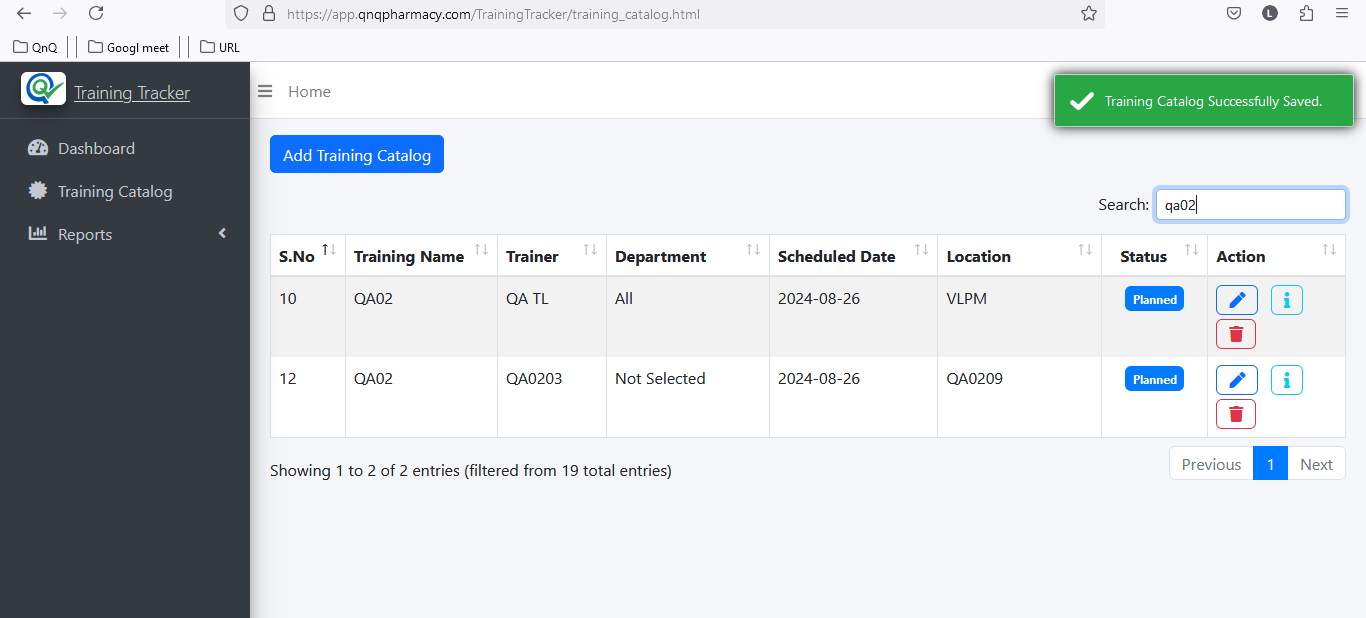 https://app.qnqpharmacy.com/TrainingTracker/training_catalog.html
L
QnQ
Googl meet
URL
Training Tracker
Home
Training Catalog Successfully Saved.
Dashboard
Training Catalog
Reports
Add Training Catalog
Search: qa02
S.No Training Name Trainer Department Scheduled Date Location Status Action
10 QA02 QA TL All 2024-08-26 VLPM Planned
12 QA02 QA0203 Not Selected 2024-08-26 QA0209 Planned
Showing 1 to 2 of 2 entries (filtered from 19 total entries)
Previous 1 Next